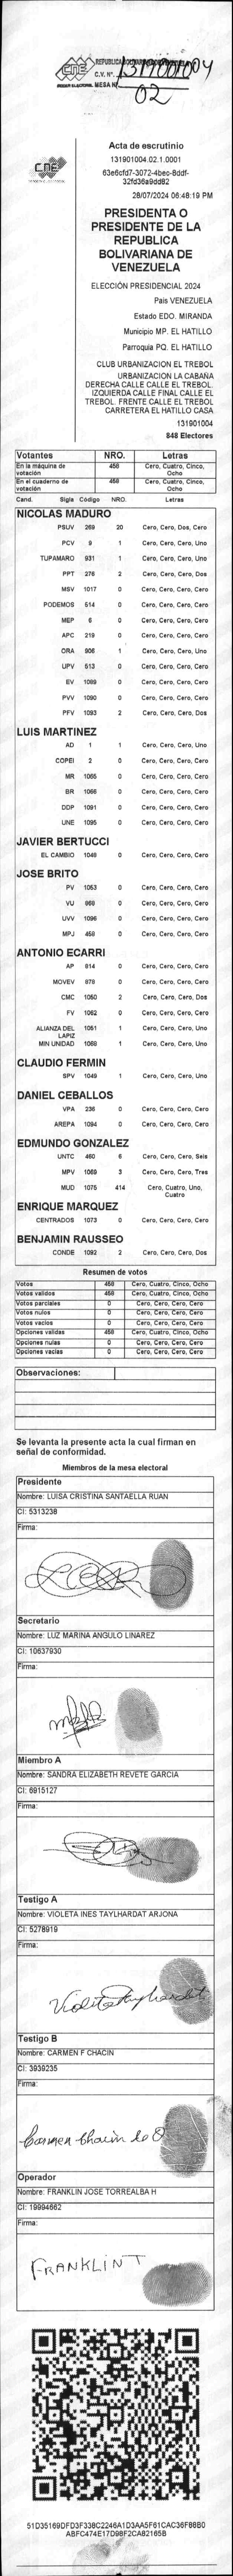 CNE
REPUBLICA BOLIVARIANA DE VENEZUELA
PODER ELECTORAL
C.V. Nº. 131901004
MESA Nº 02
CNE
Acta de escrutinio
131901004.02.1.0001
63e6cfd7-3072-4bec-8ddf-
32fd36a9dd82
28/07/2024 06:48:19 PM
PRESIDENTA O
PRESIDENTE DE LA
REPUBLICA
BOLIVARIANA DE
VENEZUELA
ELECCIÓN PRESIDENCIAL 2024
Pais VENEZUELA
Estado EDO. MIRANDA
Municipio MP. EL HATILLO
Parroquia PQ. EL HATILLO
CLUB URBANIZACION EL TREBOL
URBANIZACION LA CABAÑA
DERECHA CALLE CALLE EL TREBOL.
IZQUIERDA CALLE FINAL CALLE EL
TREBOL. FRENTE CALLE EL TREBOL
CARRETERA EL HATILLO CASA
131901004
848 Electores
Votantes NRO. Letras
En la máquina de votación 458 Cero, Cuatro, Cinco, Ocho
En el cuaderno de votación 458 Cero, Cuatro, Cinco, Ocho
Cand. Sigla Código NRO. Letras
NICOLAS MADURO
PSUV 269 20 Cero, Cero, Dos, Cero
PCV 9 1 Cero, Cero, Cero, Uno
TUPAMARO 931 1 Cero, Cero, Cero, Uno
PPT 276 2 Cero, Cero, Cero, Dos
MSV 1017 0 Cero, Cero, Cero, Cero
PODEMOS 514 0 Cero, Cero, Cero, Cero
MEP 6 0 Cero, Cero, Cero, Cero
APC 219 0 Cero, Cero, Cero, Cero
ORA 906 1 Cero, Cero, Cero, Uno
UPV 513 0 Cero, Cero, Cero, Cero
EV 1089 0 Cero, Cero, Cero, Cero
PVV 1090 0 Cero, Cero, Cero, Cero
PFV 1093 2 Cero, Cero, Cero, Dos
LUIS MARTINEZ
AD 1 1 Cero, Cero, Cero, Uno
COPEI 2 0 Cero, Cero, Cero, Cero
MR 1065 0 Cero, Cero, Cero, Cero
BR 1066 0 Cero, Cero, Cero, Cero
DDP 1091 0 Cero, Cero, Cero, Cero
UNE 1095 0 Cero, Cero, Cero, Cero
JAVIER BERTUCCI
EL CAMBIO 1048 0 Cero, Cero, Cero, Cero
JOSE BRITO
PV 1053 0 Cero, Cero, Cero, Cero
VU 868 0 Cero, Cero, Cero, Cero
UVV 1096 0 Cero, Cero, Cero, Cero
MPJ 458 0 Cero, Cero, Cero, Cero
ANTONIO ECARRI
AP 814 0 Cero, Cero, Cero, Cero
MOVEV 878 0 Cero, Cero, Cero, Cero
CMC 1050 2 Cero, Cero, Cero, Dos
FV 1052 0 Cero, Cero, Cero, Cero
ALIANZA DEL LAPIZ 1051 1 Cero, Cero, Cero, Uno
MIN UNIDAD 1068 1 Cero, Cero, Cero, Uno
CLAUDIO FERMIN
SPV 1049 1 Cero, Cero, Cero, Uno
DANIEL CEBALLOS
VPA 236 0 Cero, Cero, Cero, Cero
AREPA 1094 0 Cero, Cero, Cero, Cero
EDMUNDO GONZALEZ
UNTC 460 6 Cero, Cero, Cero, Seis
MPV 1069 3 Cero, Cero, Cero, Tres
MUD 1075 414 Cero, Cuatro, Uno, Cuatro
ENRIQUE MARQUEZ
CENTRADOS 1073 0 Cero, Cero, Cero, Cero
BENJAMIN RAUSSEO
CONDE 1092 2 Cero, Cero, Cero, Dos
Resumen de votos
Votos 458 Cero, Cuatro, Cinco, Ocho
Votos validos 458 Cero, Cuatro, Cinco, Ocho
Votos parciales 0 Cero, Cero, Cero, Cero
Votos nulos 0 Cero, Cero, Cero, Cero
Votos vacios 0 Cero, Cero, Cero, Cero
Opciones validas 458 Cero, Cuatro, Cinco, Ocho
Opciones nulas 0 Cero, Cero, Cero, Cero
Opciones vacias 0 Cero, Cero, Cero, Cero
Observaciones:
Se levanta la presente acta la cual firman en
señal de conformidad.
Miembros de la mesa electoral
Presidente
Nombre: LUISA CRISTINA SANTAELLA RUAN
CI: 5313238
Firma:
Secretario
Nombre: LUZ MARINA ANGULO LINAREZ
CI: 10637930
Firma:
Miembro A
Nombre: SANDRA ELIZABETH REVETE GARCIA
CI: 6915127
Firma:
Testigo A
Nombre: VIOLETA INES TAYLHARDAT ARJONA
CI: 5278919
Firma:
Violeta Taylhardat
Testigo B
Nombre: CARMEN F CHACIN
CI: 3939235
Firma:
Carmen Chacin de
Operador
Nombre: FRANKLIN JOSE TORREALBA H
CI: 19994662
Firma:
FRANKLIN T
51D35169DFD3F338C2246A1D3AA5F61CAC36F88B0
ABFC474E17D98F2CA82165B